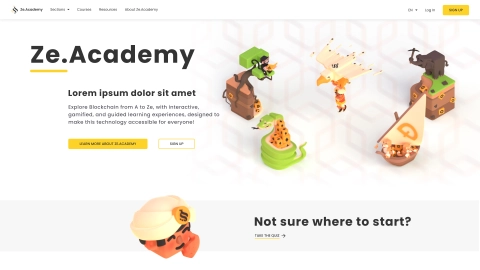 Ze.Academy
Sections
Courses
Resources
About Ze.Academy
EN
Log In
SIGN UP
Ze.Academy
Lorem ipsum dolor sit amet
Explore Blockchain from A to Ze, with interactive,
gamified, and guided learning experiences, designed to
make this technology accessible for everyone!
LEARN MORE ABOUT ZE.ACADEMY
SIGN UP
Not sure where to start?
TAKE THE QUIZ